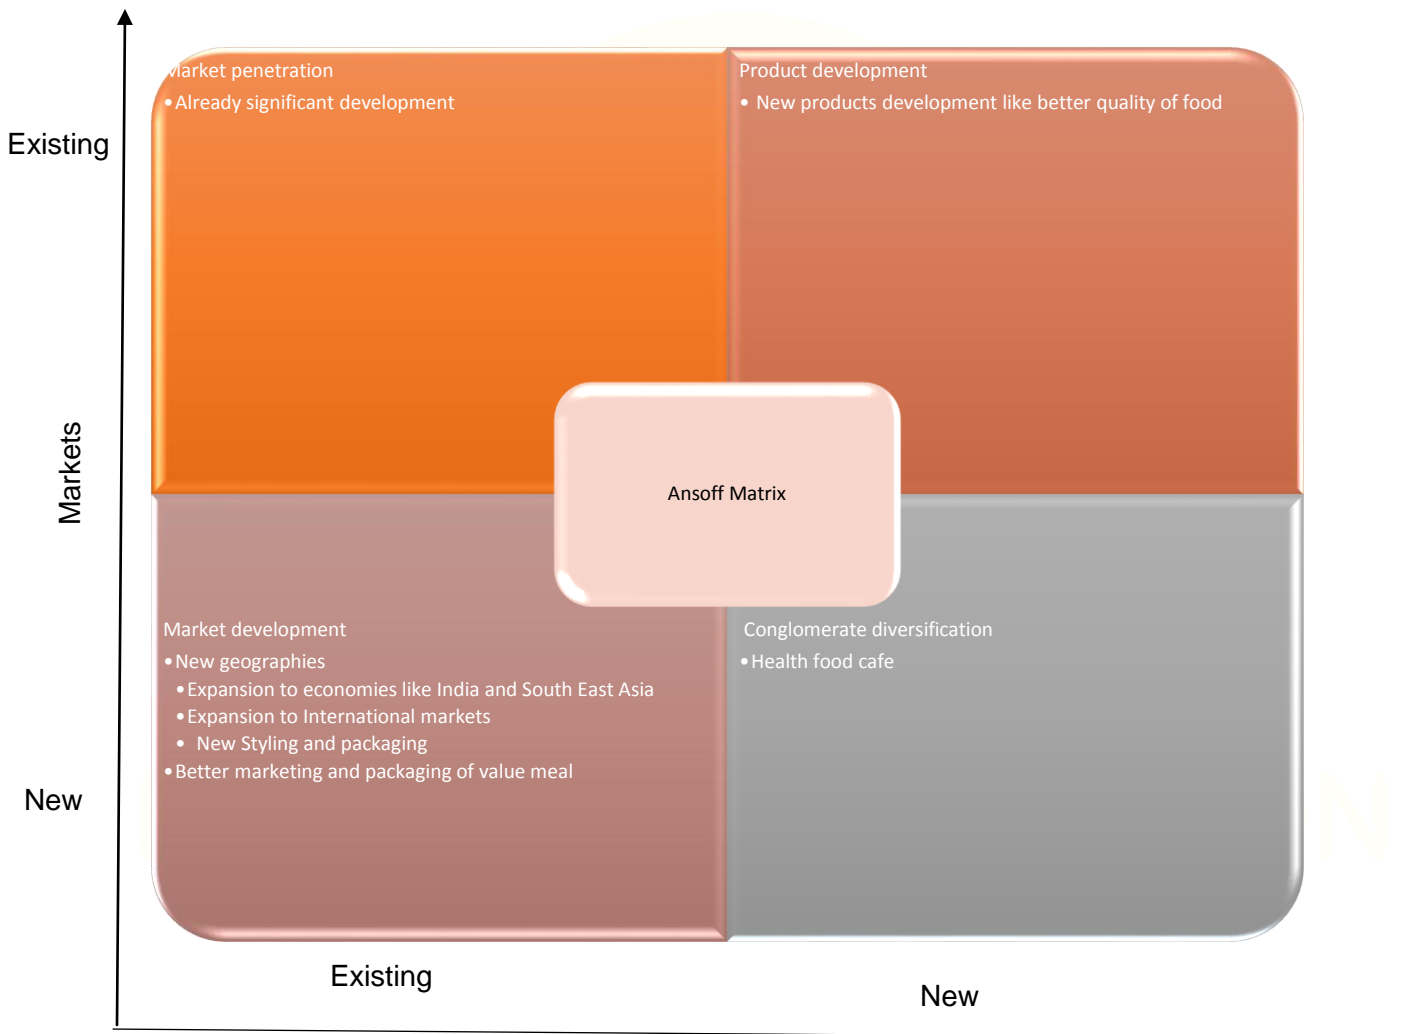 Market penetration
•Already significant development
Product development
• New products development like better quality of food
Existing
Markets
Ansoff Matrix
Market development
•New geographies
•Expansion to economies like India and South East Asia
•Expansion to International markets
• New Styling and packaging
•Better marketing and packaging of value meal
Conglomerate diversification
•Health food cafe
New
Existing
New